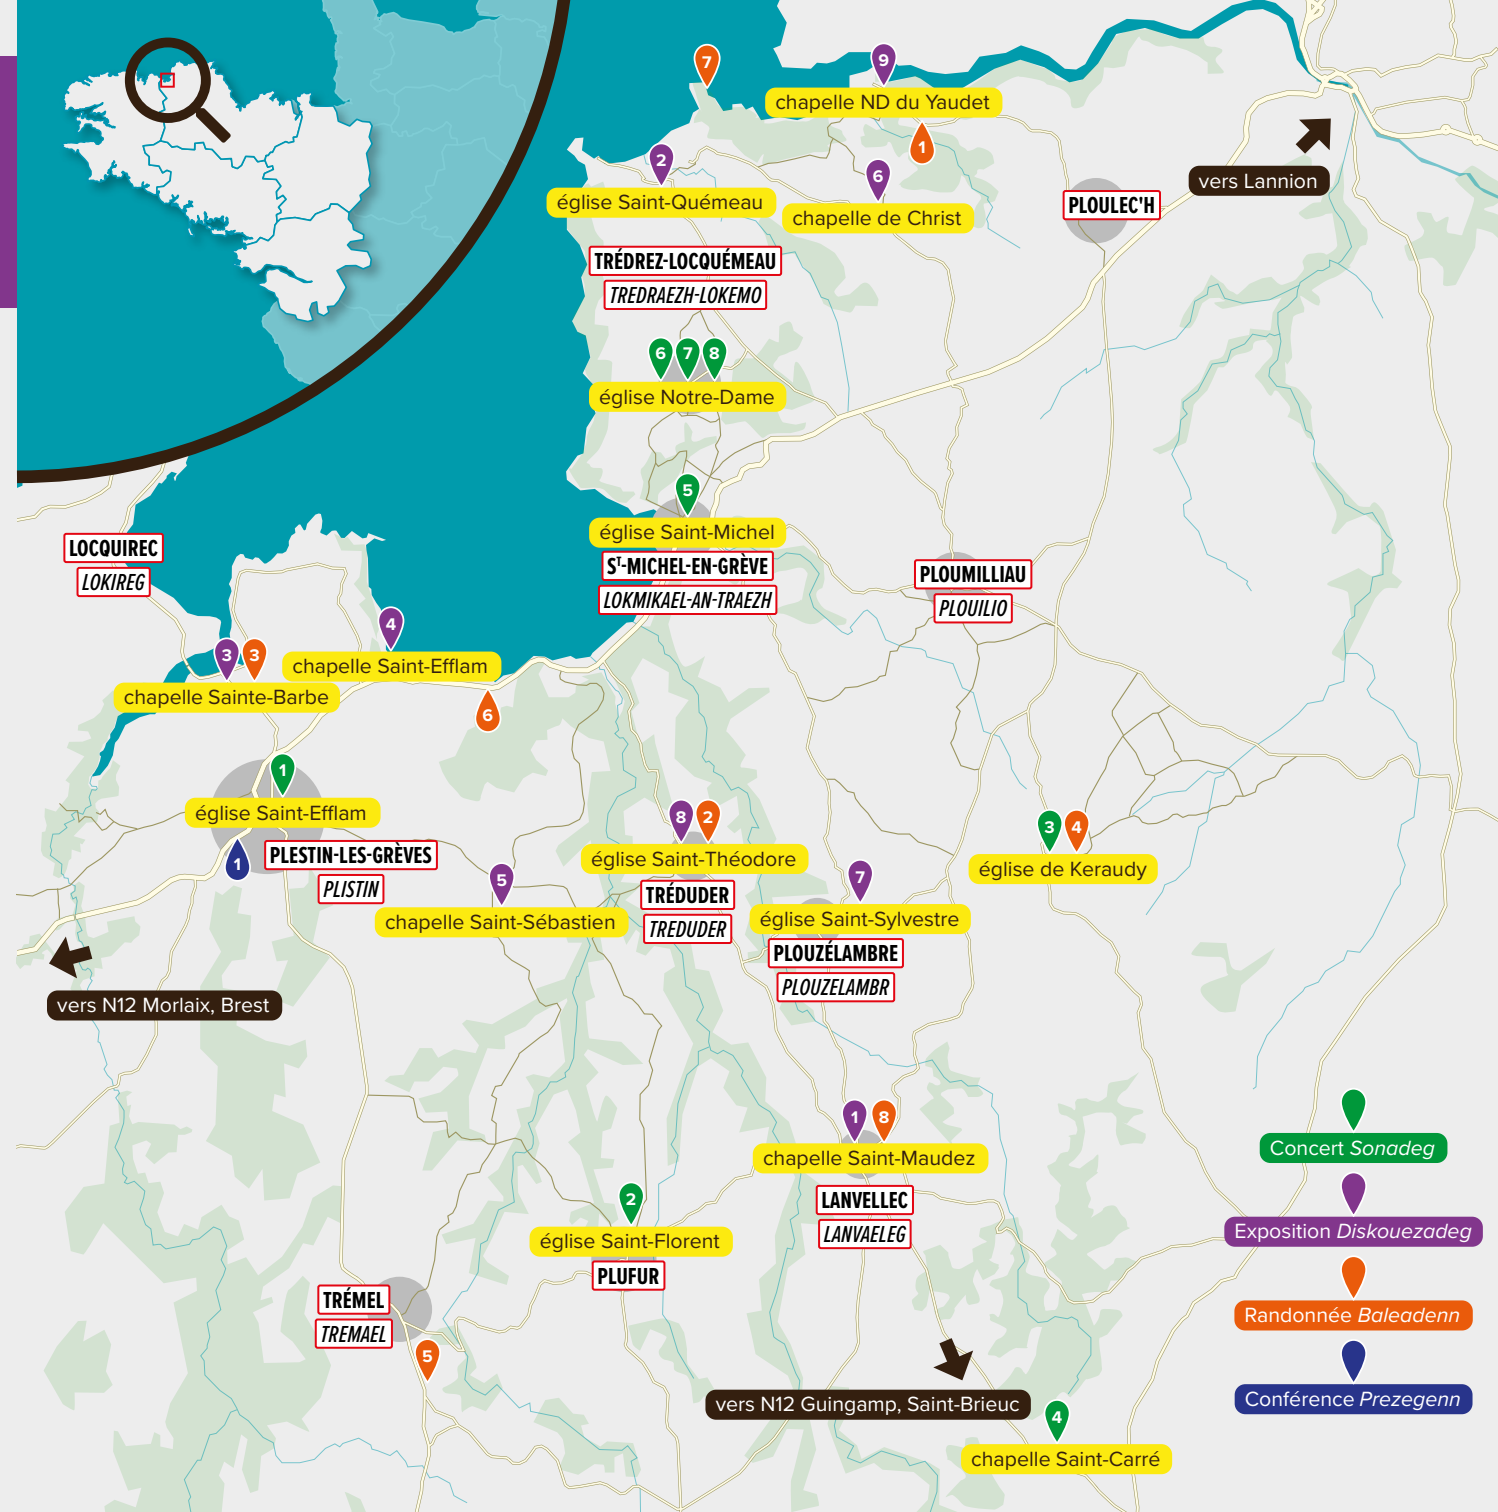 7
9
chapelle ND du Yaudet
1
2
église Saint-Quémeau
6
chapelle de Christ
PLOULEC'H
vers Lannion
TRÉDREZ-LOCQUÉMEAU
TREDRAEZH-LOKEMO
6 7 8
église Notre-Dame
5
église Saint-Michel
ST-MICHEL-EN-GRÈVE
LOKMIKAEL-AN-TRAEZH
LOCQUIREC
LOKIREG
PLOUMILLIAU
PLOUILIO
4
chapelle Saint-Efflam
3 3
chapelle Sainte-Barbe
6
1
église Saint-Efflam
1
PLESTIN-LES-GRÈVES
PLISTIN
8 2
église Saint-Théodore
TRÉDUDER
TREDUDER
3 4
église de Keraudy
5
chapelle Saint-Sébastien
7
église Saint-Sylvestre
PLOUZÉLAMBRE
PLOUZELAMBR
vers N12 Morlaix, Brest
1 8
chapelle Saint-Maudez
LANVELLEC
LANVAELEG
2
église Saint-Florent
PLUFUR
TRÉMEL
TREMAEL
5
vers N12 Guingamp, Saint-Brieuc
4
chapelle Saint-Carré
Concert Sonadeg
Exposition Diskouezadeg
Randonnée Baleadenn
Conférence Prezegenn